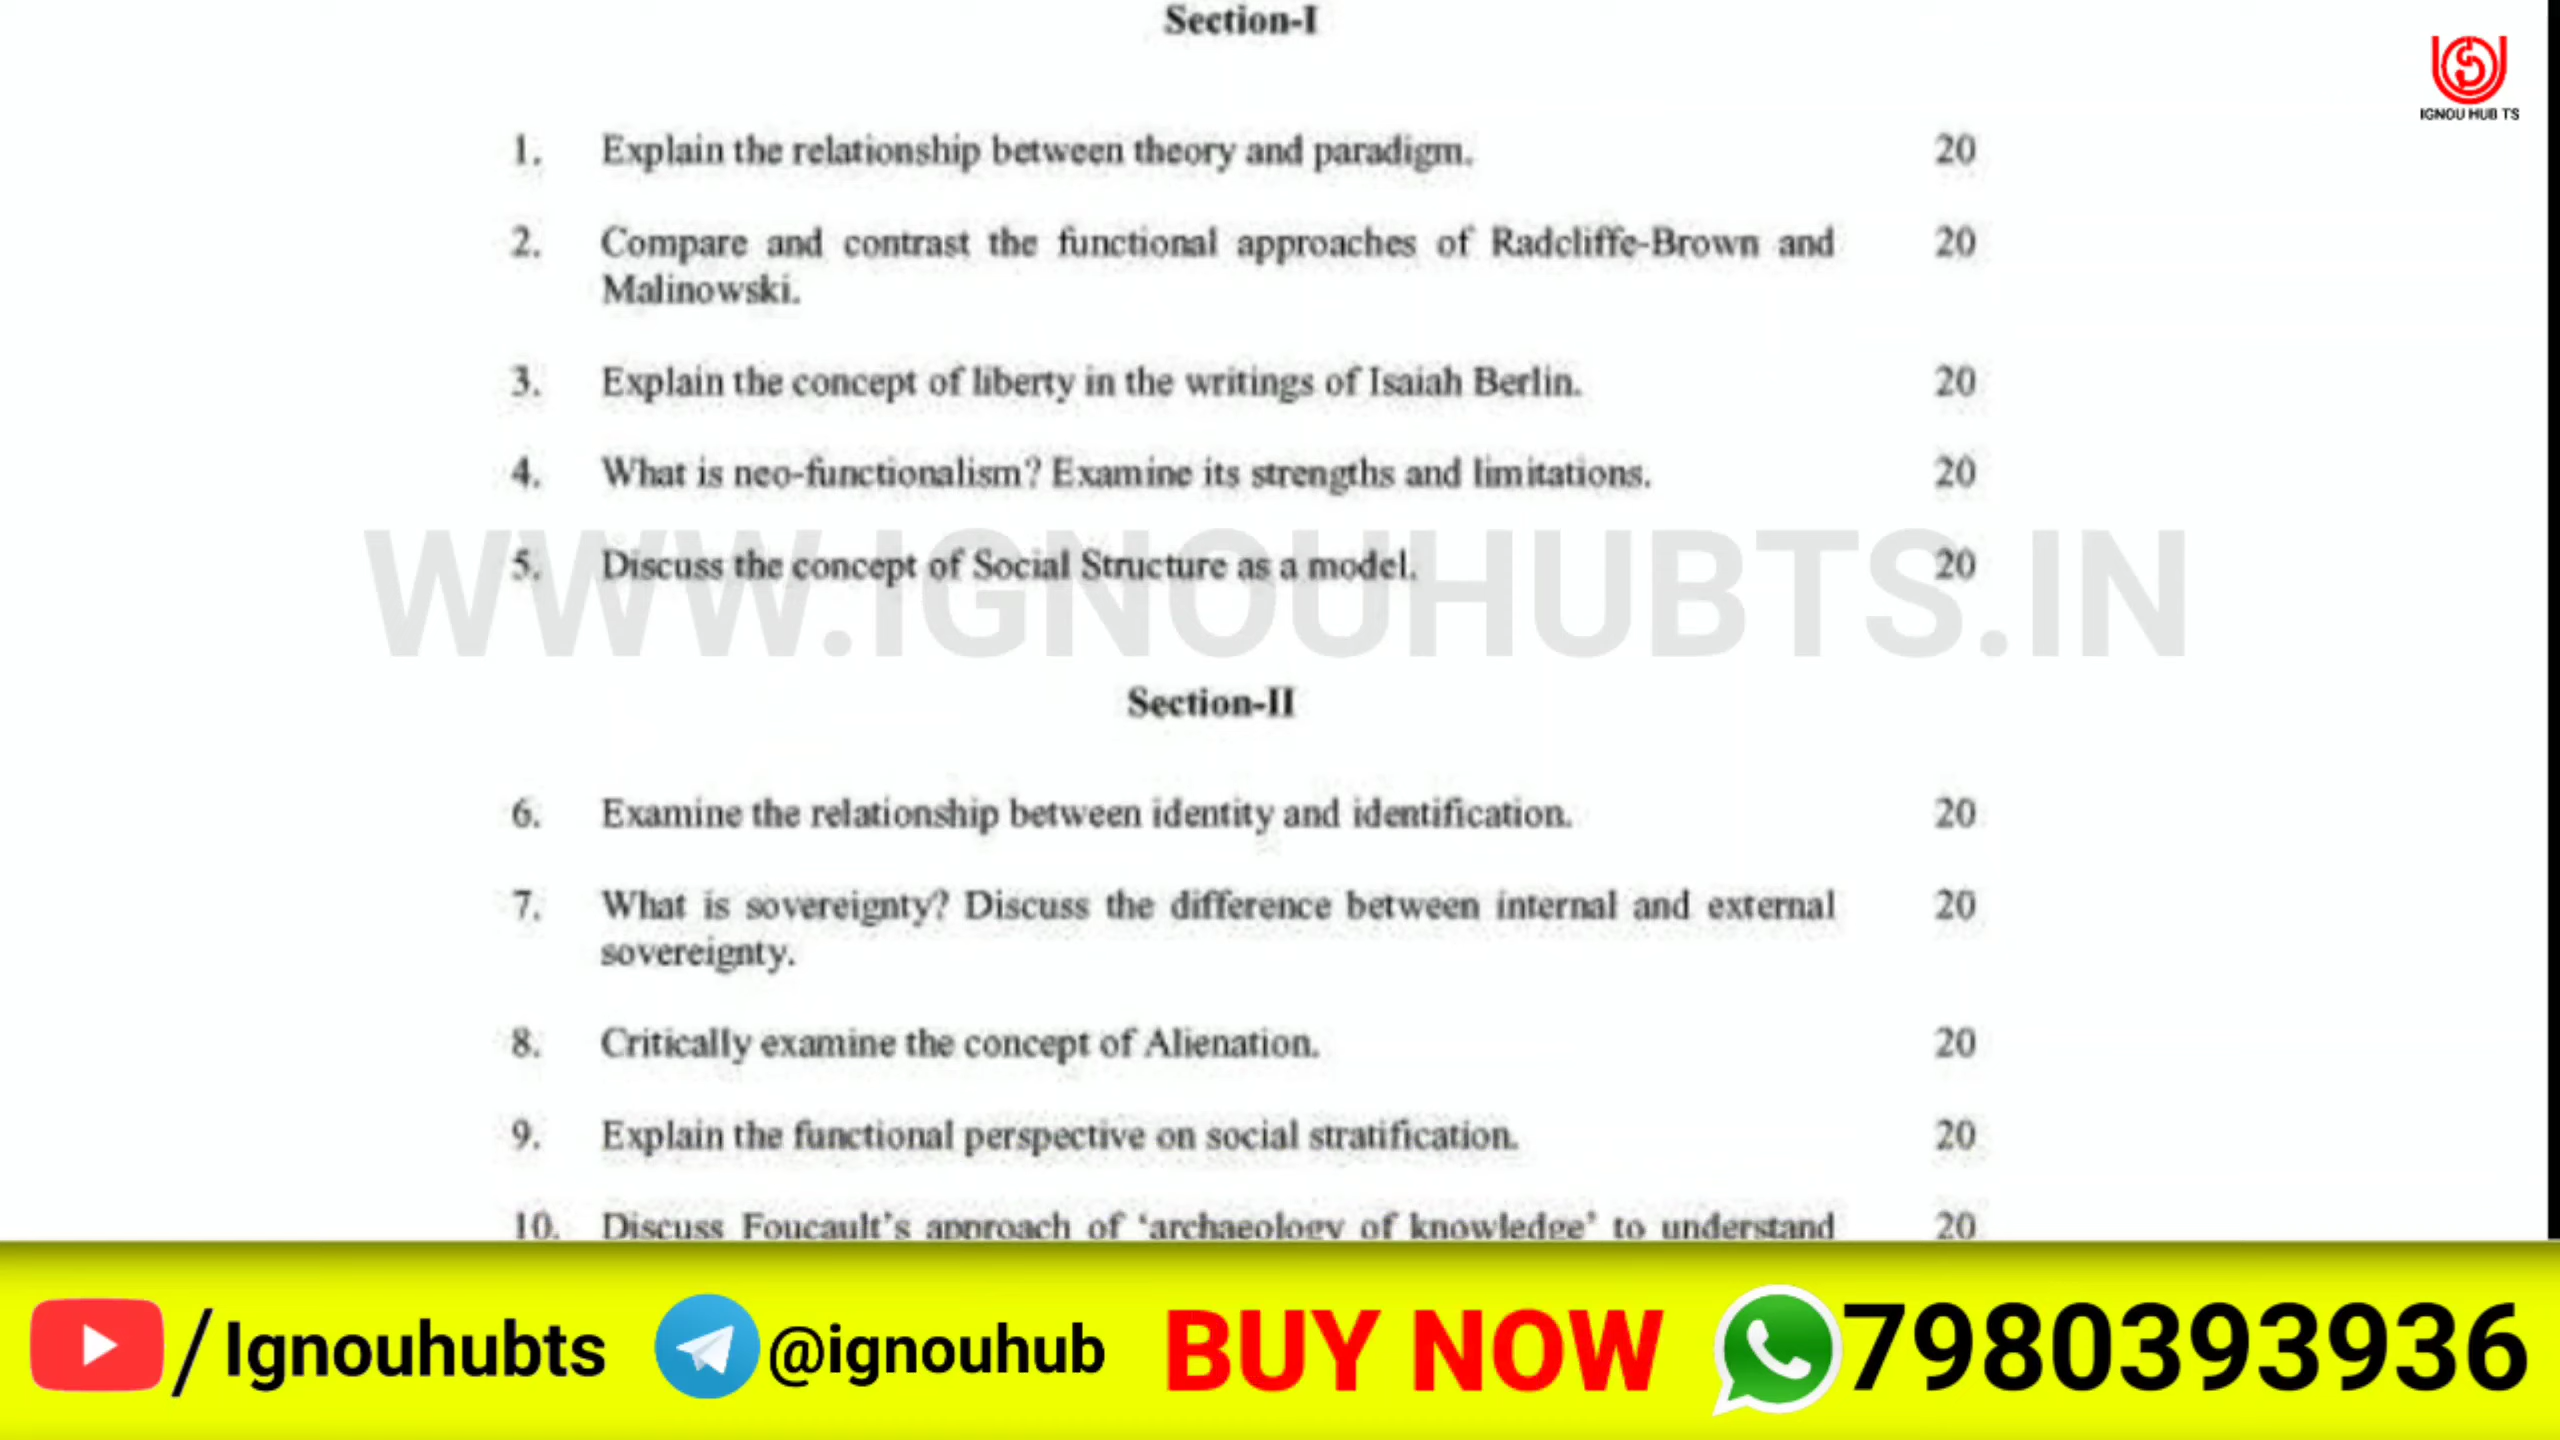 Section-I
IGNOU HUB TS
1. Explain the relationship between theory and paradigm. 20
2. Compare and contrast the functional approaches of Radcliffe-Brown and 20
Malinowski.
3. Explain the concept of liberty in the writings of Isaiah Berlin. 20
4. What is neo-functionalism? Examine its strengths and limitations. 20
5. Discuss the concept of Social Structure as a model. 20
WWW.IGNOUHUBTS.IN
Section-II
6. Examine the relationship between identity and identification. 20
7. What is sovereignty? Discuss the difference between internal and external 20
sovereignty.
8. Critically examine the concept of Alienation. 20
9. Explain the functional perspective on social stratification. 20
10. Discuss Foucault's approach of 'archaeology of knowledge' to understand 20
/Ignouhubts @ignouhub BUY NOW 7980393936